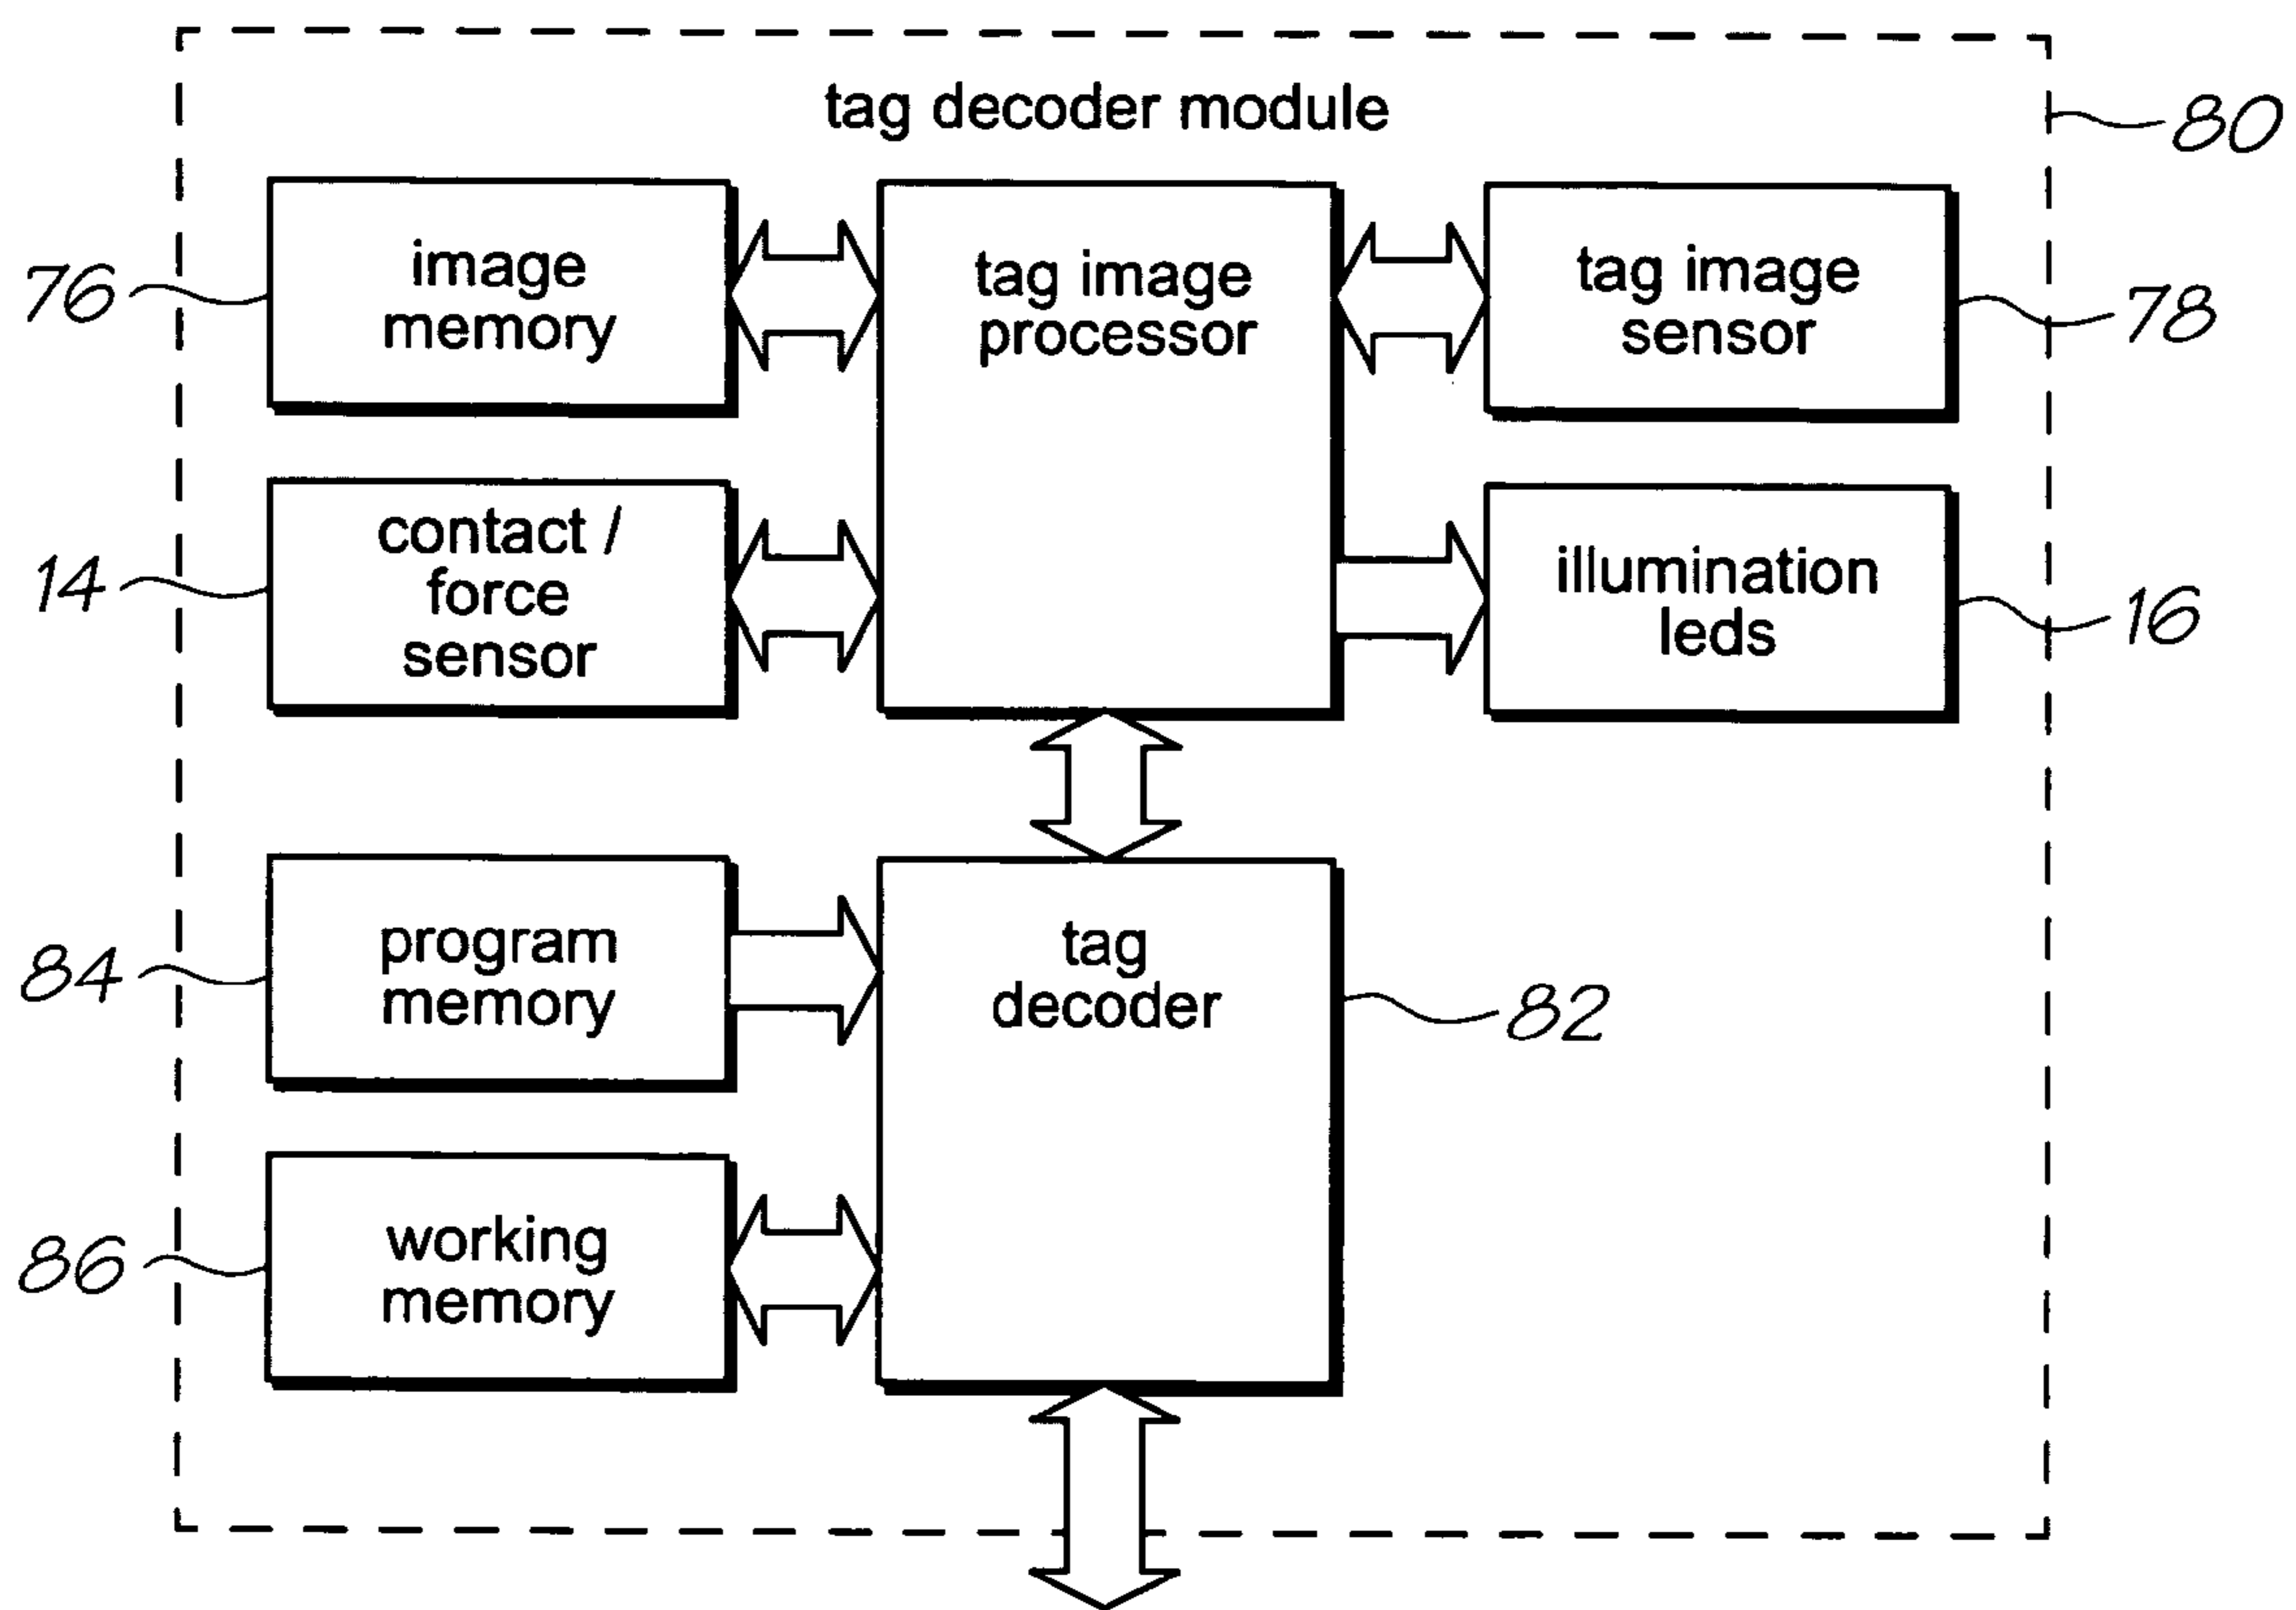 tag decoder module
80
image
memory
76
tag image
processor
tag image
sensor
78
contact /
force
sensor
14
illumination
leds
16
program
memory
84
tag
decoder
82
working
memory
86